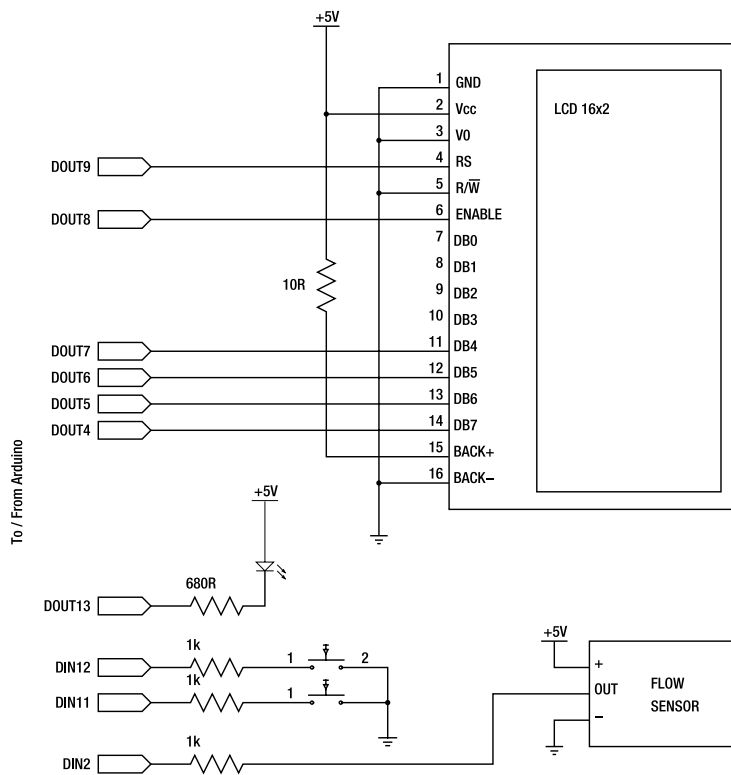 +5V
1 GND
2 Vcc
LCD 16x2
3 V0
DOUT9
4 RS
5 R/W̅
DOUT8
6 ENABLE
7 DB0
8 DB1
10R
9 DB2
10 DB3
DOUT7
11 DB4
DOUT6
12 DB5
DOUT5
13 DB6
DOUT4
14 DB7
15 BACK+
16 BACK–
To / From Arduino
+5V
680R
DOUT13
1k
DIN12
1 2
1k
DIN11
1
+5V
+
OUT
–
FLOW
SENSOR
1k
DIN2